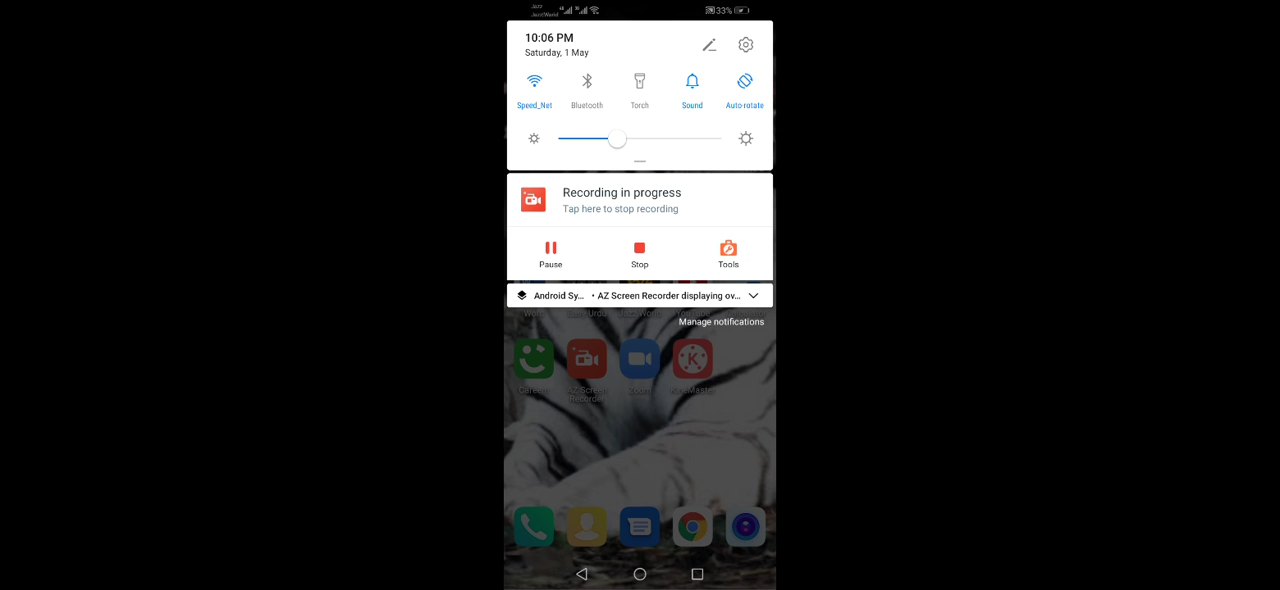 Jazz
JazzWorld
33%
10:06 PM
Saturday, 1 May
Speed_Net Bluetooth Torch Sound Auto-rotate
Recording in progress
Tap here to stop recording
Pause Stop Tools
Android Sy... • AZ Screen Recorder displaying ov...
Manage notifications
Careem AZ Screen Zoom KineMaster
Recorder